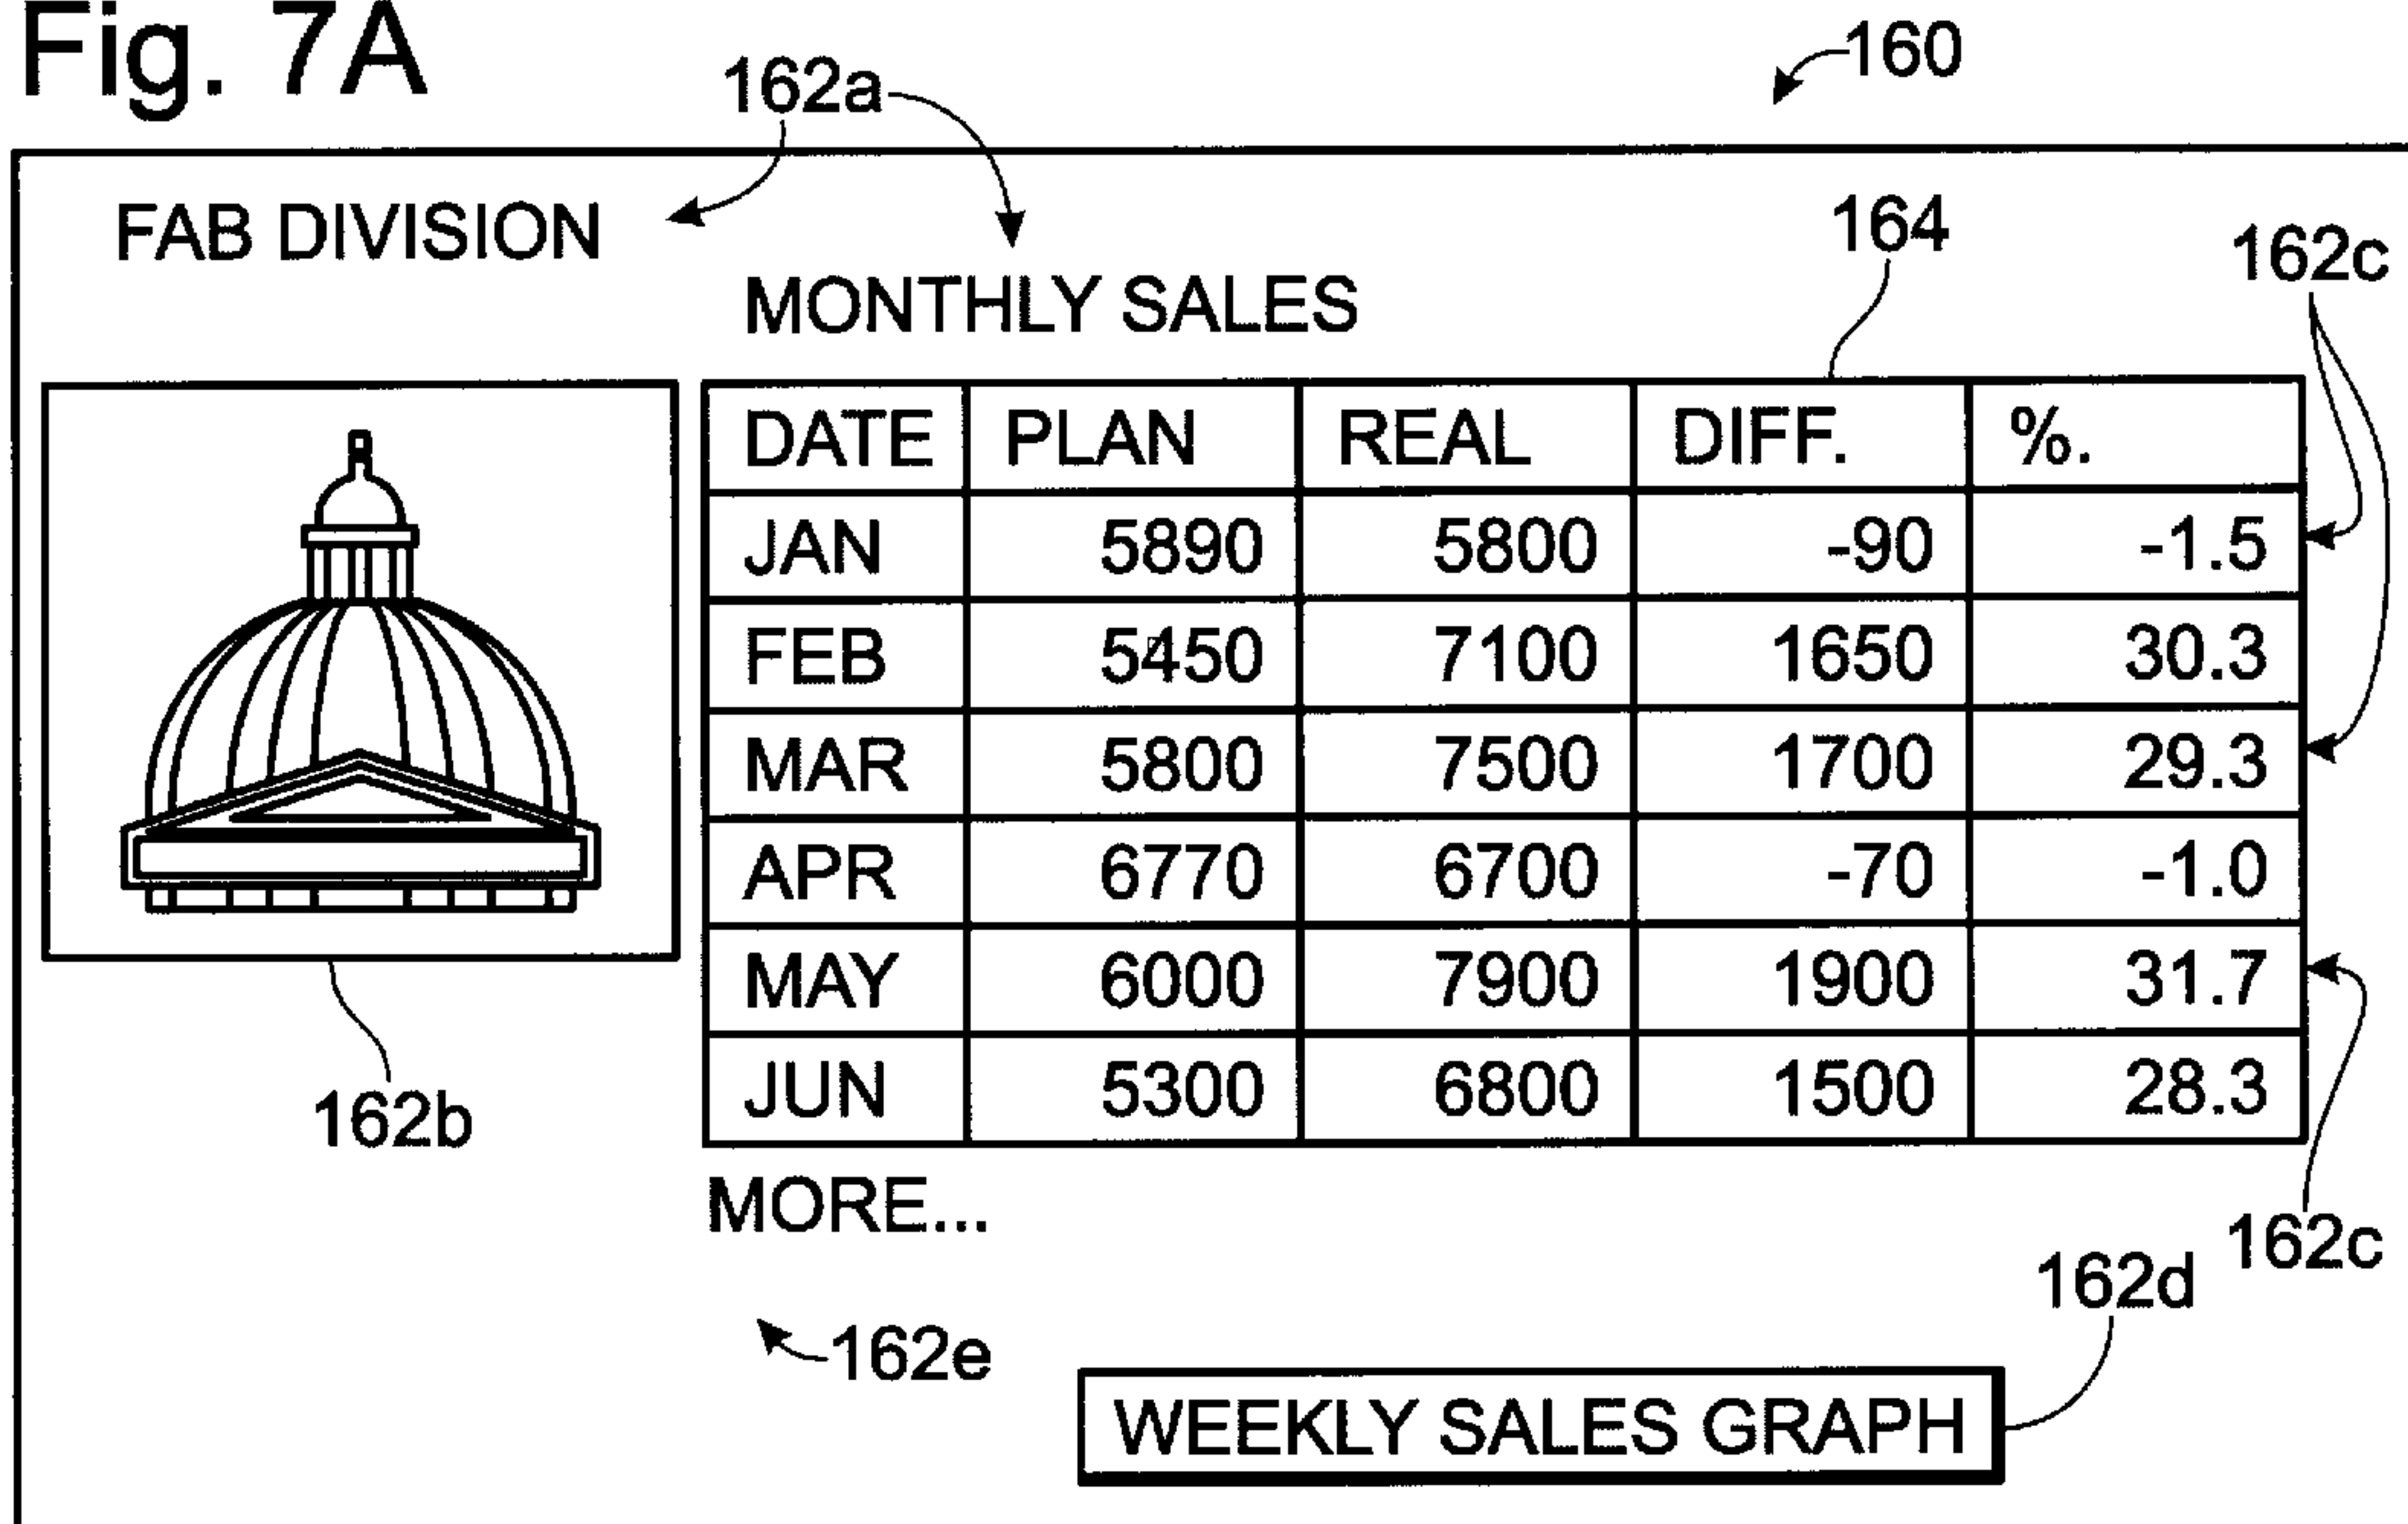 Fig. 7A
162a
160
FAB DIVISION
164
162c
MONTHLY SALES
DATE PLAN REAL DIFF. %.
JAN 5890 5800 -90 -1.5
FEB 5450 7100 1650 30.3
MAR 5800 7500 1700 29.3
APR 6770 6700 -70 -1.0
MAY 6000 7900 1900 31.7
JUN 5300 6800 1500 28.3
162b
MORE...
162c
162d
162e
WEEKLY SALES GRAPH